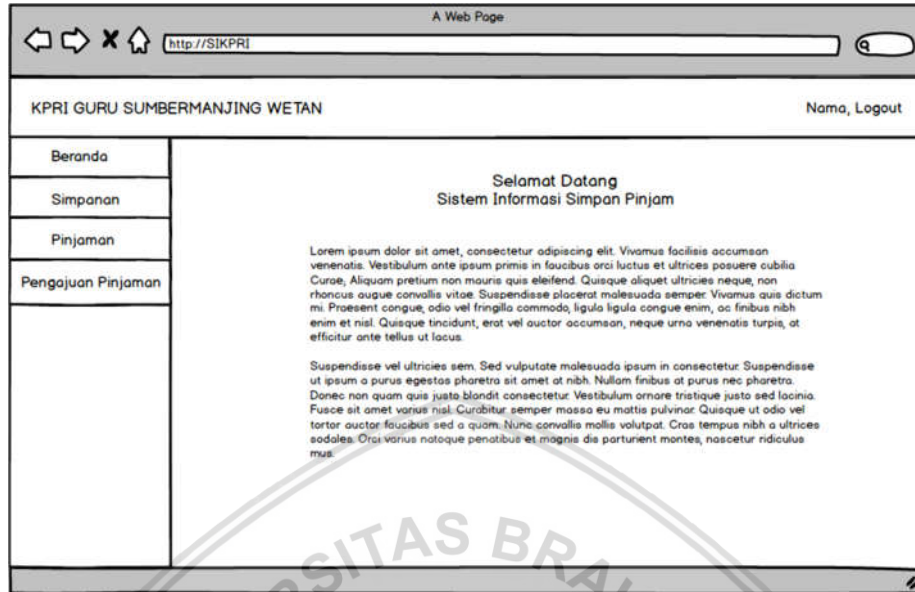 A Web Page
http://SIKPRI
KPRI GURU SUMBERMANJING WETAN
Nama, Logout
Beranda
Simpanan
Pinjaman
Pengajuan Pinjaman
Selamat Datang
Sistem Informasi Simpan Pinjam
Lorem ipsum dolor sit amet, consectetur adipiscing elit. Vivamus facilisis accumsan
venenatis. Vestibulum ante ipsum primis in faucibus orci luctus et ultrices posuere cubilia
Curae; Aliquam pretium non mauris quis eleifend. Quisque aliquet ultricies neque, non
rhoncus augue convallis vitae. Suspendisse placerat malesuada semper. Vivamus quis dictum
mi. Praesent congue, odio vel fringilla commodo, ligula ligula congue enim, ac finibus nibh
enim et nisl. Quisque tincidunt, erat vel auctor accumsan, neque urna venenatis turpis, at
efficitur ante tellus ut lacus.
Suspendisse vel ultricies sem. Sed vulputate malesuada ipsum in consectetur. Suspendisse
ut ipsum a purus egestas pharetra sit amet at nibh. Nullam finibus at purus nec pharetra.
Donec non quam quis justo blandit consectetur. Vestibulum ornare tristique justo sed lacinia.
Fusce sit amet varius nisl. Curabitur semper massa eu mattis pulvinar. Quisque ut odio vel
tortor auctor faucibus sed a quam. Nunc convallis mollis volutpat. Cras tempus nibh a ultrices
sodales. Orci varius natoque penatibus et magnis dis parturient montes, nascetur ridiculus
mus.